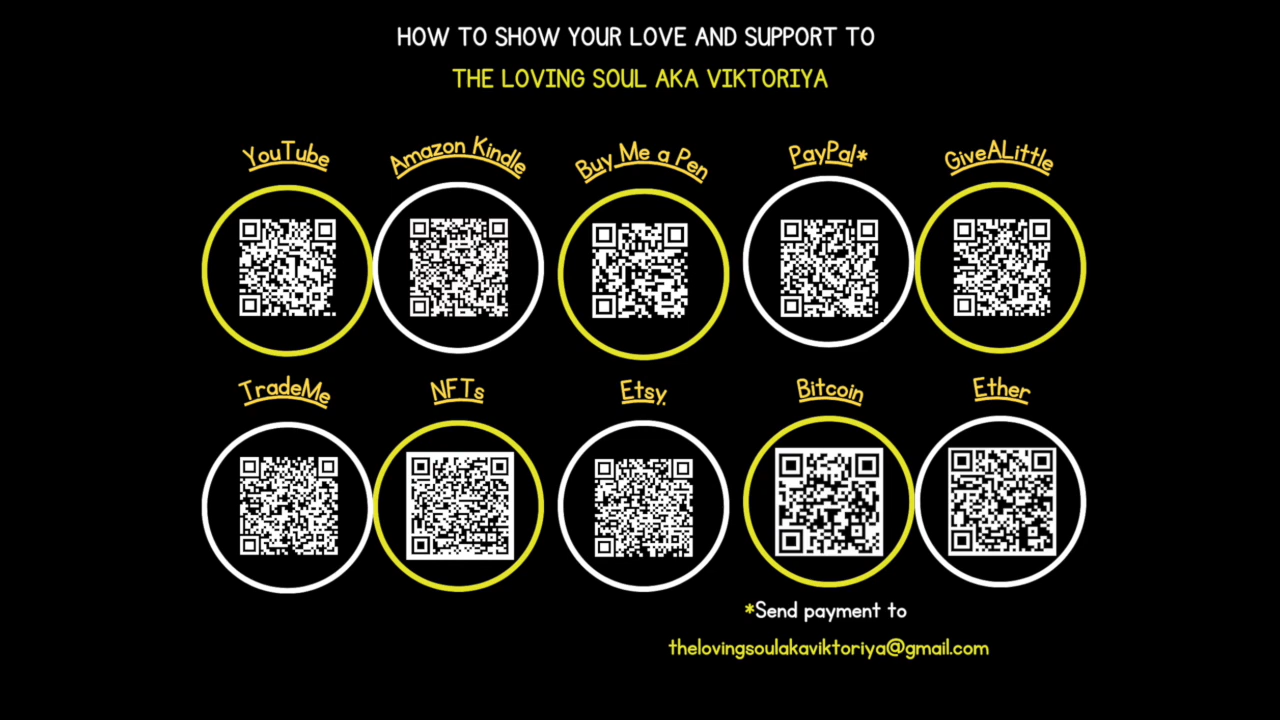 HOW TO SHOW YOUR LOVE AND SUPPORT TO
THE LOVING SOUL AKA VIKTORIYA
YouTube
Amazon Kindle
Buy Me a Pen
PayPal*
GiveALittle
TradeMe
NFTs
Etsy
Bitcoin
Ether
*Send payment to
thelovingsoulakaviktoriya@gmail.com